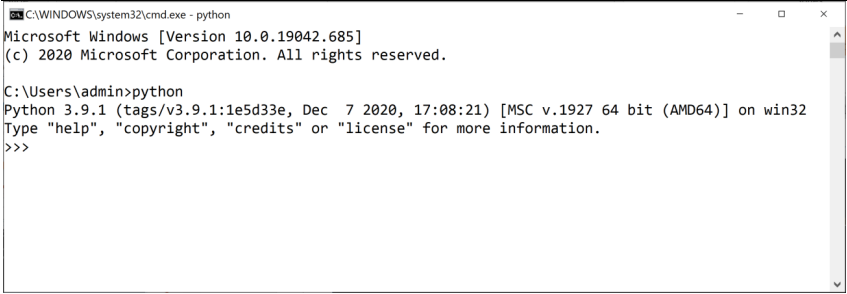 C:\WINDOWS\system32\cmd.exe - python
Microsoft Windows [Version 10.0.19042.685]
(c) 2020 Microsoft Corporation. All rights reserved.
C:\Users\admin>python
Python 3.9.1 (tags/v3.9.1:1e5d33e, Dec  7 2020, 17:08:21) [MSC v.1927 64 bit (AMD64)] on win32
Type "help", "copyright", "credits" or "license" for more information.
>>>